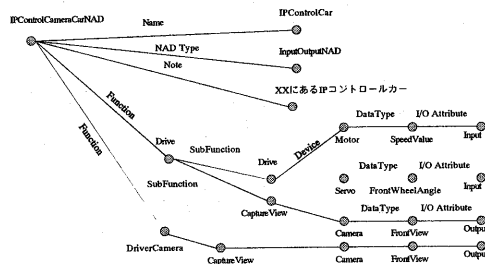 IPControlCameraCarNAD
Name
IPControlCar
NAD Type
InputOutputNAD
Note
XXにあるIPコントロールカー
Function
Function
Drive
SubFunction
SubFunction
Drive
Device
Motor
DataType
SpeedValue
I/O Attribute
Input
Servo
DataType
FrontWheelAngle
I/O Attribute
Input
CaptureView
Camera
DataType
FrontView
I/O Attribute
Output
DriverCamera
CaptureView
Camera
FrontView
Output